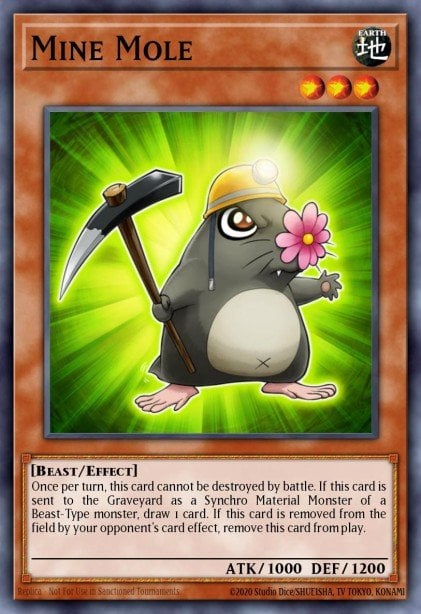 MINE MOLE
EARTH
地
[BEAST/EFFECT]
Once per turn, this card cannot be destroyed by battle. If this card is
sent to the Graveyard as a Synchro Material Monster of a
Beast-Type monster, draw 1 card. If this card is removed from the
field by your opponent's card effect, remove this card from play.
ATK/1000 DEF/1200
Replica - Not For Use in Sanctioned Tournaments
©2020 Studio Dice/SHUEISHA, TV TOKYO, KONAMI